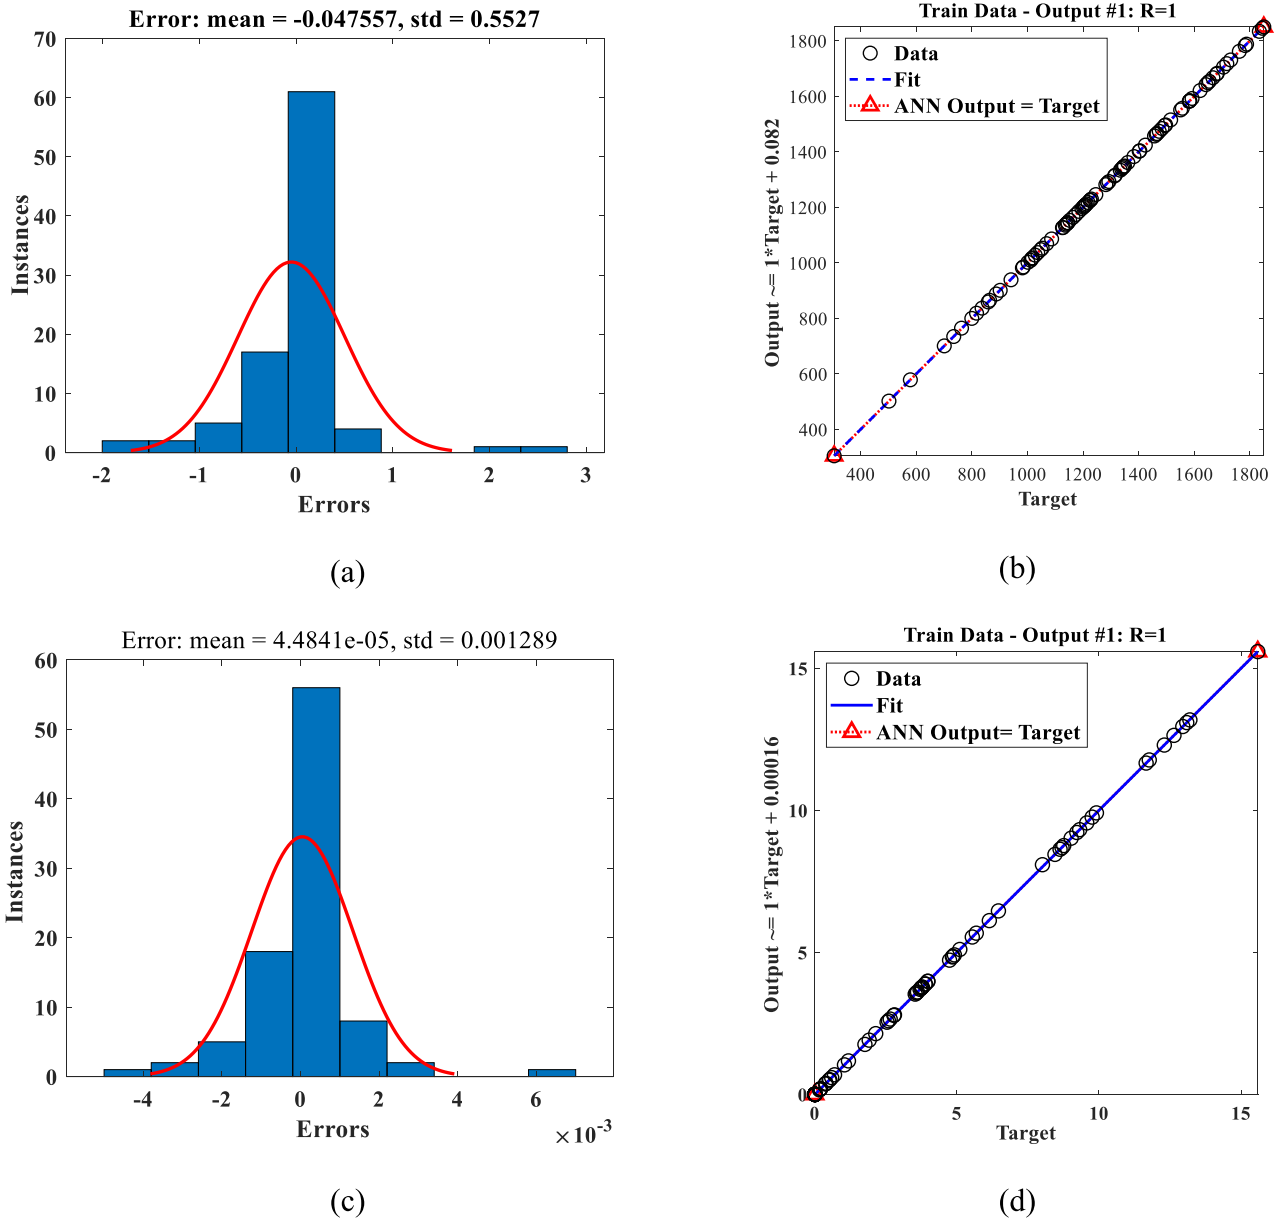 Error: mean = -0.047557, std = 0.5527
70
60
50
40
30
20
10
0
Instances
-2
-1
0
1
2
3
Errors
(a)
Train Data - Output #1: R=1
Data
Fit
ANN Output = Target
1800
1600
1400
1200
1000
800
600
400
Output ~= 1*Target + 0.082
400
600
800
1000
1200
1400
1600
1800
Target
(b)
Error: mean = 4.4841e-05, std = 0.001289
60
50
40
30
20
10
0
Instances
-4
-2
0
2
4
6
Errors
×10-3
(c)
Train Data - Output #1: R=1
Data
Fit
ANN Output= Target
15
10
5
0
Output ~= 1*Target + 0.00016
0
5
10
15
Target
(d)